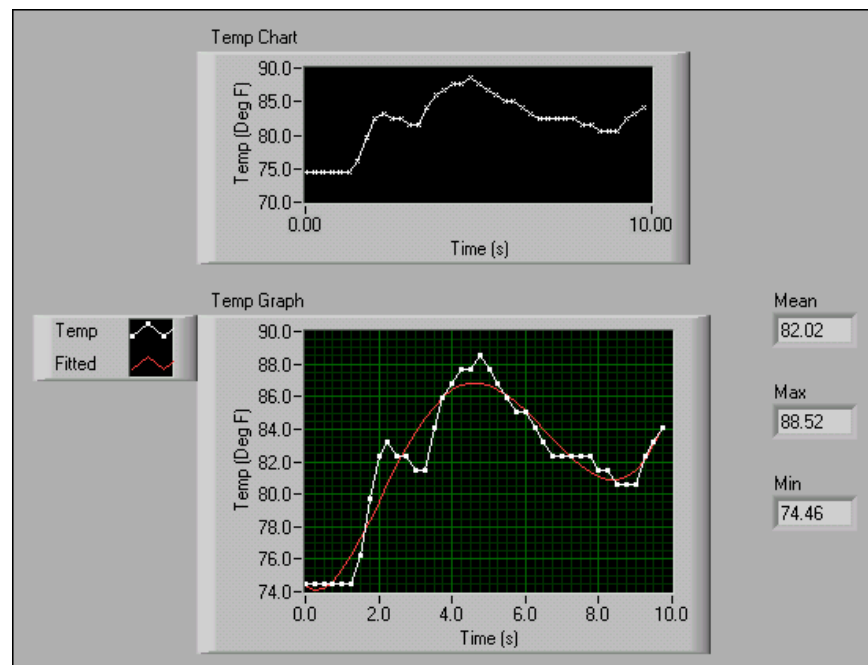 Temp Chart
90.0
85.0
80.0
75.0
70.0
Temp (Deg F)
0.00
10.00
Time (s)
Temp Graph
Temp
Fitted
90.0
88.0
86.0
84.0
82.0
80.0
78.0
76.0
74.0
Temp (Deg F)
0.0 2.0 4.0 6.0 8.0 10.0
Time (s)
Mean
82.02
Max
88.52
Min
74.46